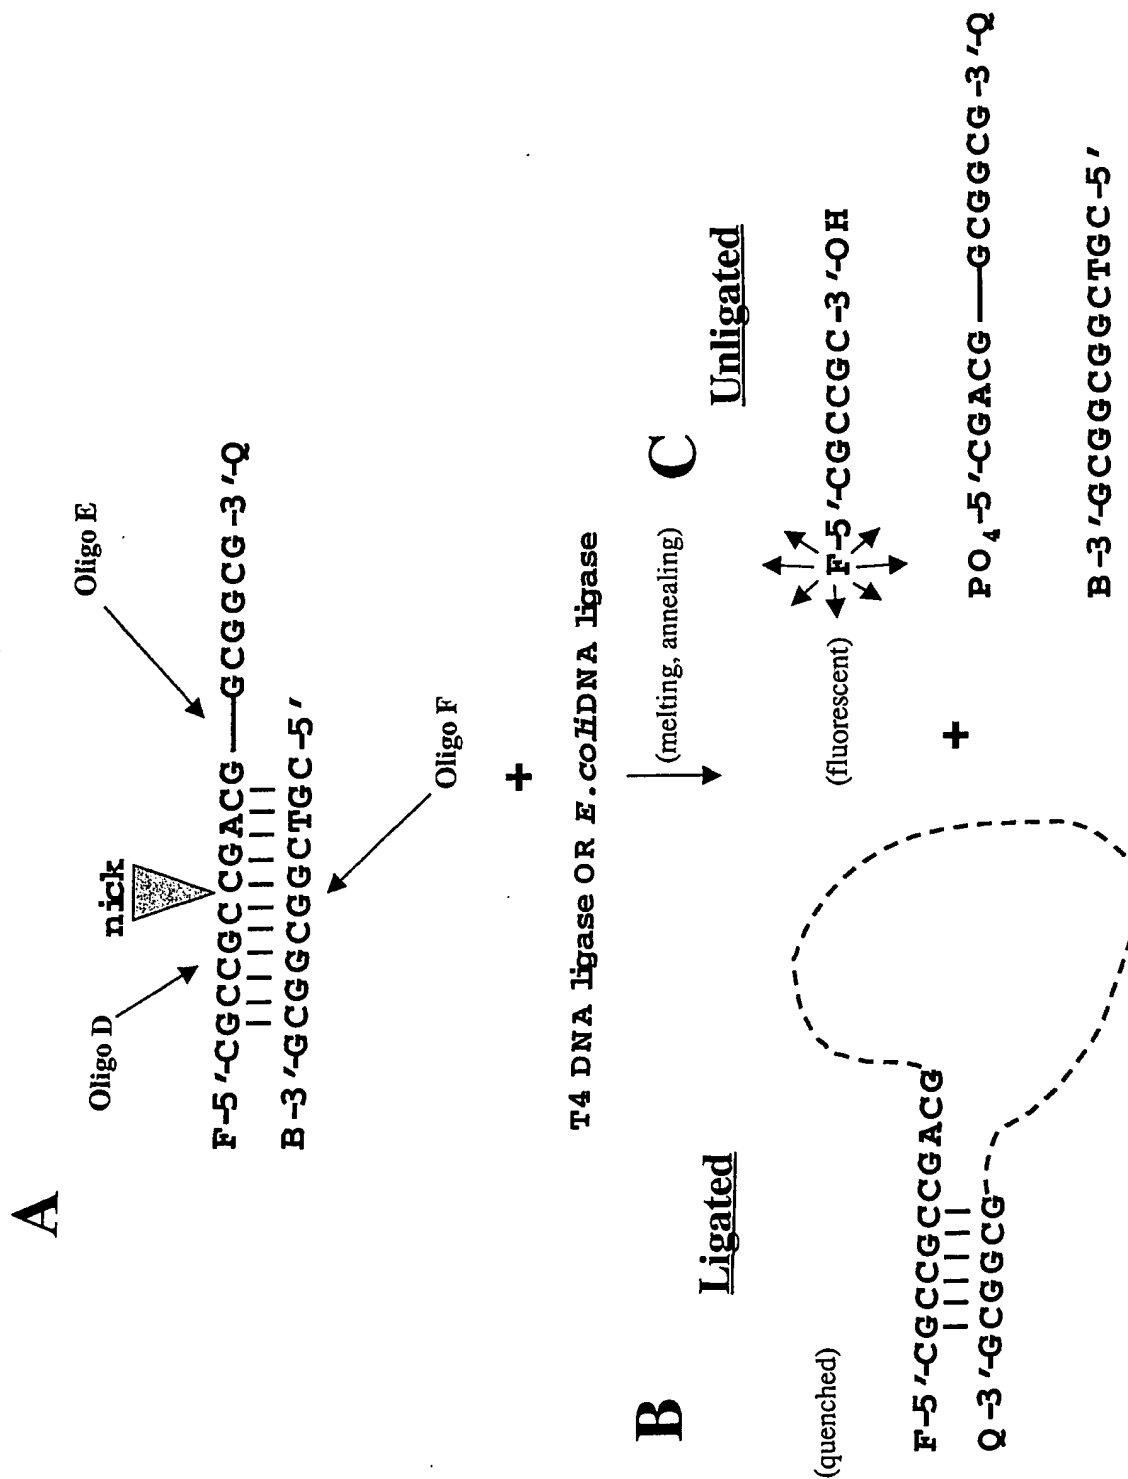 A
Oligo D
nick
Oligo E
F-5'-CGCCGC CGACG—GCGGCG-3'-Q
B-3'-GCGGCGGCTGC-5'
Oligo F
+
T4 DNA ligase OR E.coli DNA ligase
(melting, annealing)
B
Ligated
(quenched)
F-5'-CGCCGCCGACG
Q-3'-GCGGCG
+
C
Unligated
(fluorescent)
F-5'-CGCCGC-3'-OH
PO4-5'-CGACG—GCGGCG-3'-Q
B-3'-GCGGCGGCTGC-5'